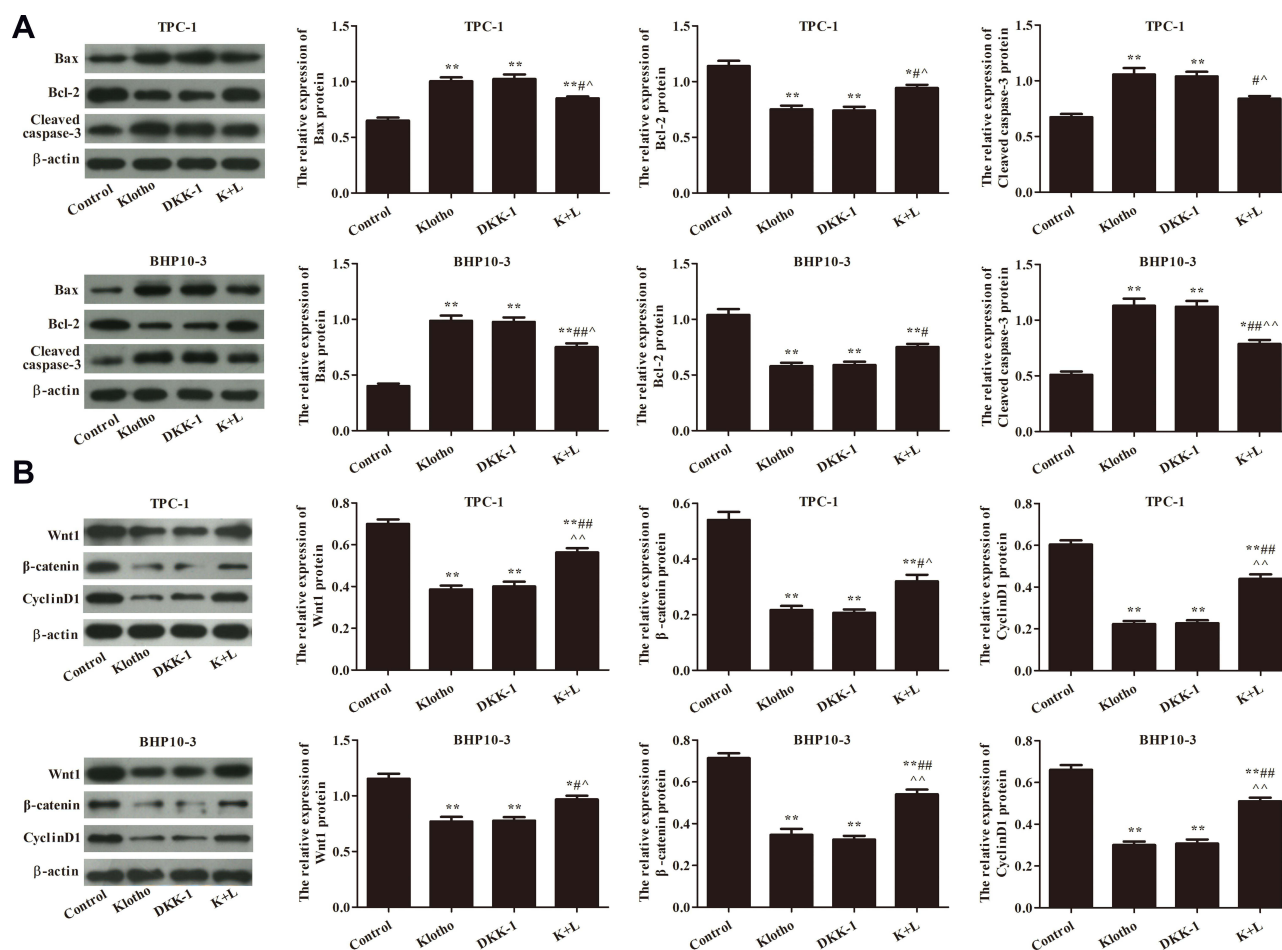 A
TPC-1
Bax
Bcl-2
Cleaved
caspase-3
β-actin
Control
Klotho
DKK-1
K+L
TPC-1
The relative expression of
Bax protein
1.5
1.0
0.5
0.0
**
**
**#^
Control
Klotho
DKK-1
K+L
TPC-1
The relative expression of
Bcl-2 protein
1.5
1.0
0.5
0.0
**
**
*#^
Control
Klotho
DKK-1
K+L
TPC-1
The relative expression of
Cleaved caspase-3 protein
1.5
1.0
0.5
0.0
**
**
#^
Control
Klotho
DKK-1
K+L
BHP10-3
Bax
Bcl-2
Cleaved
caspase-3
β-actin
Control
Klotho
DKK-1
K+L
BHP10-3
The relative expression of
Bax protein
1.5
1.0
0.5
0.0
**
**
**##^
Control
Klotho
DKK-1
K+L
BHP10-3
The relative expression of
Bcl-2 protein
1.5
1.0
0.5
0.0
**
**
**#
Control
Klotho
DKK-1
K+L
BHP10-3
The relative expression of
Cleaved caspase-3 protein
1.5
1.0
0.5
0.0
**
**
*##^^
Control
Klotho
DKK-1
K+L
B
TPC-1
Wnt1
β-catenin
CyclinD1
β-actin
Control
Klotho
DKK-1
K+L
TPC-1
The relative expression of
Wnt1 protein
0.8
0.6
0.4
0.2
0.0
**
**
**##
^^
Control
Klotho
DKK-1
K+L
TPC-1
The relative expression of
β-catenin protein
0.6
0.4
0.2
0.0
**
**
**#^
Control
Klotho
DKK-1
K+L
TPC-1
The relative expression of
CyclinD1 protein
0.8
0.6
0.4
0.2
0.0
**
**
**##
^^
Control
Klotho
DKK-1
K+L
BHP10-3
Wnt1
β-catenin
CyclinD1
β-actin
Control
Klotho
DKK-1
K+L
BHP10-3
The relative expression of
Wnt1 protein
1.5
1.0
0.5
0.0
**
**
*#^
Control
Klotho
DKK-1
K+L
BHP10-3
The relative expression of
β-catenin protein
0.8
0.6
0.4
0.2
0.0
**
**
**##
^^
Control
Klotho
DKK-1
K+L
BHP10-3
The relative expression of
CyclinD1 protein
0.8
0.6
0.4
0.2
0.0
**
**
**##
^^
Control
Klotho
DKK-1
K+L